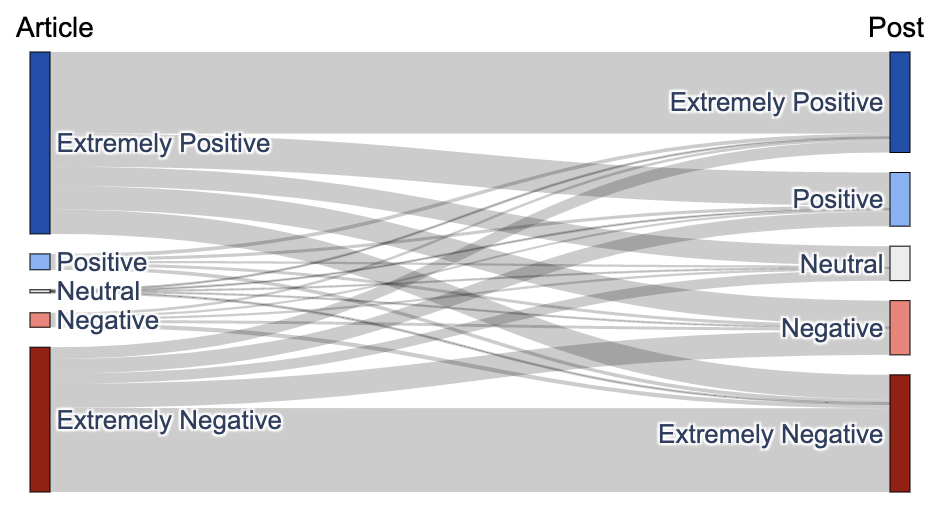 Article
Post
Extremely Positive
Positive
Neutral
Negative
Extremely Negative
Extremely Positive
Positive
Neutral
Negative
Extremely Negative